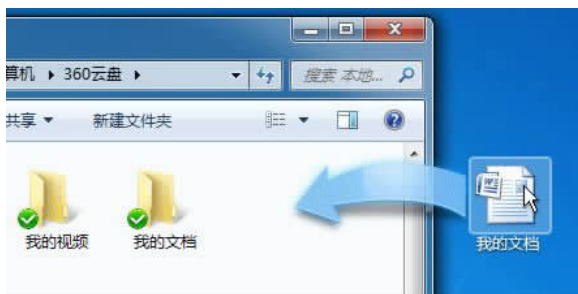 算机 ▸ 360云盘 ▸
搜索 本地...
共享 ▾
新建文件夹
我的视频
我的文档
我的文档